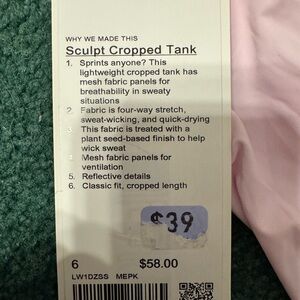 WHY WE MADE THIS
Sculpt Cropped Tank
1. Sprints anyone? This
lightweight cropped tank has
mesh fabric panels for
breathability in sweaty
situations
2. Fabric is four-way stretch,
sweat-wicking, and quick-drying
This fabric is treated with a
plant seed-based finish to help
wick sweat
Mesh fabric panels for
ventilation
5. Reflective details
6. Classic fit, cropped length
$39
6 $58.00
LW1DZSS MEPK